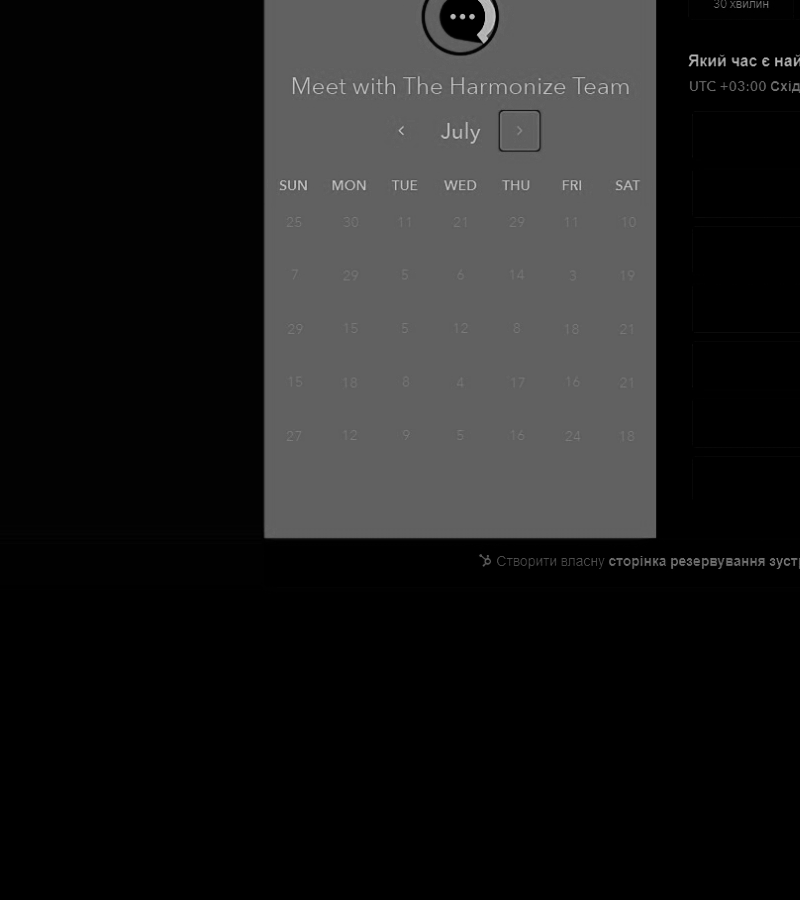 30 хвилин
Який час є най
UTC +03:00 Схід
Meet with The Harmonize Team
July
SUN MON TUE WED THU FRI SAT
25 30 11 21 29 11 10
7 29 5 6 14 3 19
29 15 5 12 8 18 21
15 18 8 4 17 16 21
27 12 9 5 16 24 18
Створити власну сторінка резервування зуст